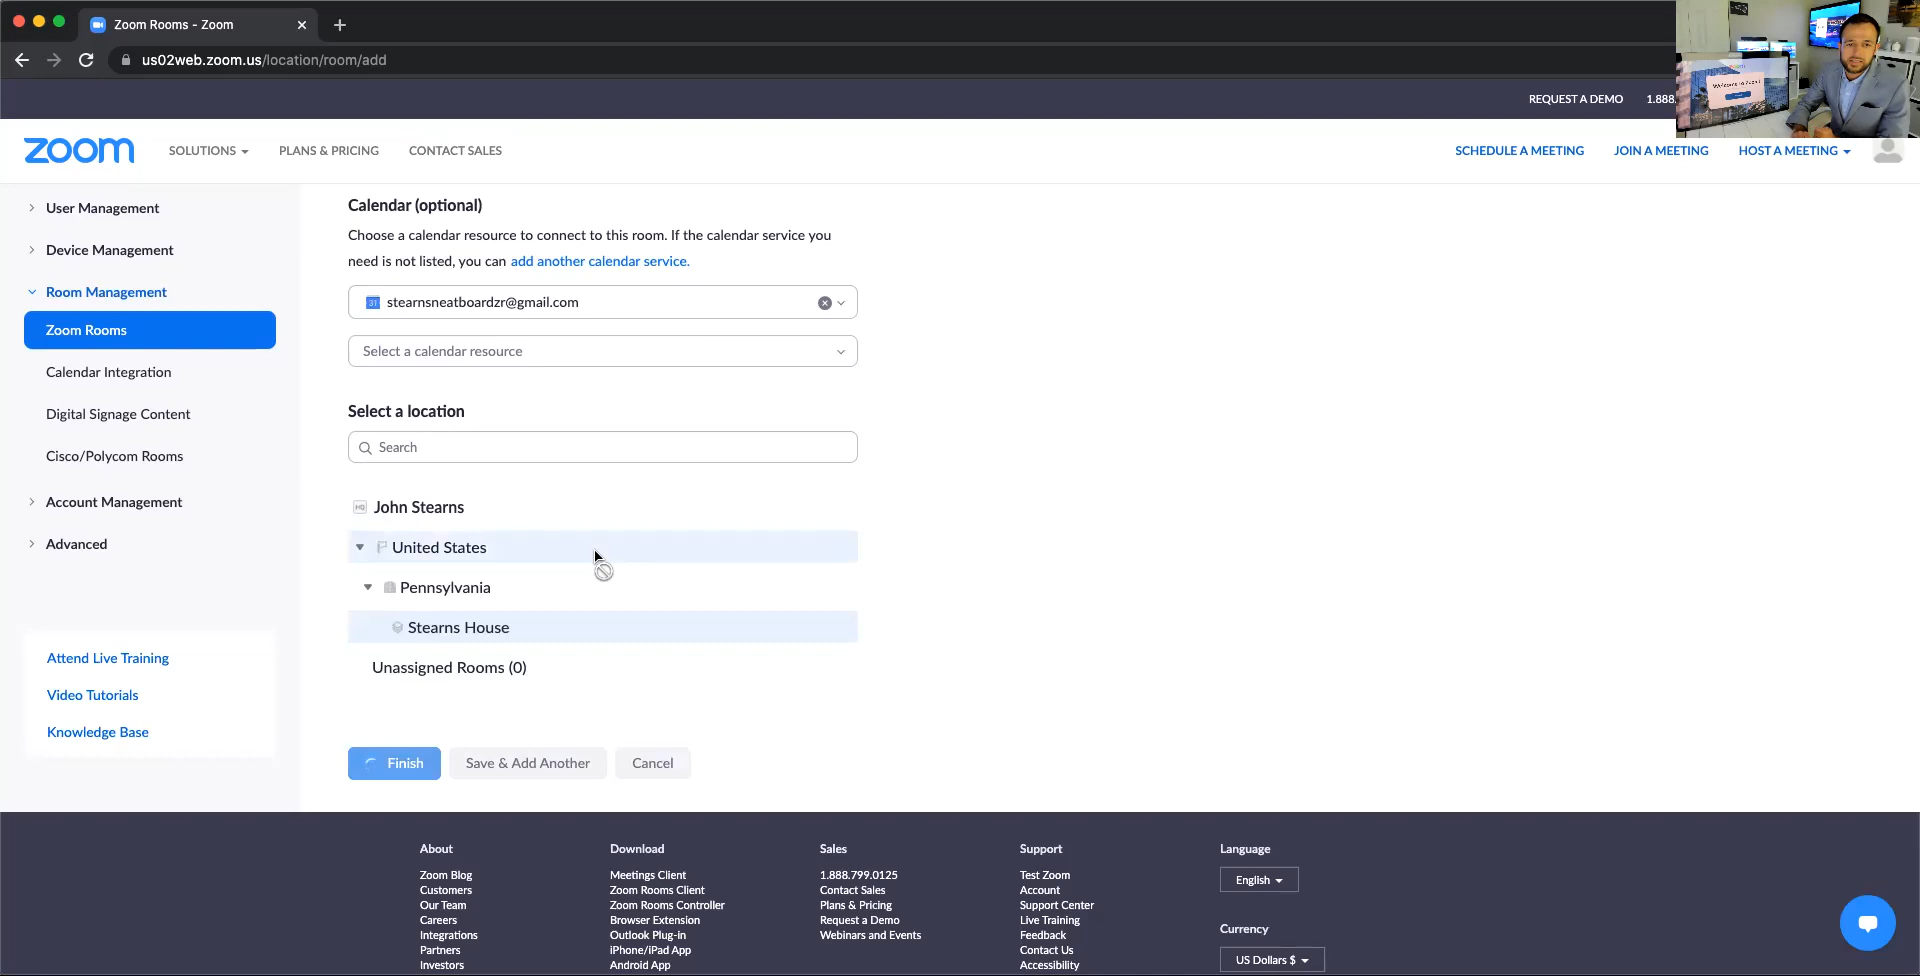 Zoom Rooms - Zoom
us02web.zoom.us/location/room/add
REQUEST A DEMO
1.888.
zoom
SOLUTIONS
PLANS & PRICING
CONTACT SALES
SCHEDULE A MEETING
JOIN A MEETING
HOST A MEETING
User Management
Device Management
Room Management
Zoom Rooms
Calendar Integration
Digital Signage Content
Cisco/Polycom Rooms
Account Management
Advanced
Attend Live Training
Video Tutorials
Knowledge Base
Calendar (optional)
Choose a calendar resource to connect to this room. If the calendar service you
need is not listed, you can add another calendar service.
31 stearnsneatboardzr@gmail.com
Select a calendar resource
Select a location
Search
HQ John Stearns
United States
Pennsylvania
Stearns House
Unassigned Rooms (0)
Finish
Save & Add Another
Cancel
About
Zoom Blog
Customers
Our Team
Careers
Integrations
Partners
Investors
Download
Meetings Client
Zoom Rooms Client
Zoom Rooms Controller
Browser Extension
Outlook Plug-in
iPhone/iPad App
Android App
Sales
1.888.799.0125
Contact Sales
Plans & Pricing
Request a Demo
Webinars and Events
Support
Test Zoom
Account
Support Center
Live Training
Feedback
Contact Us
Accessibility
Language
English
Currency
US Dollars $